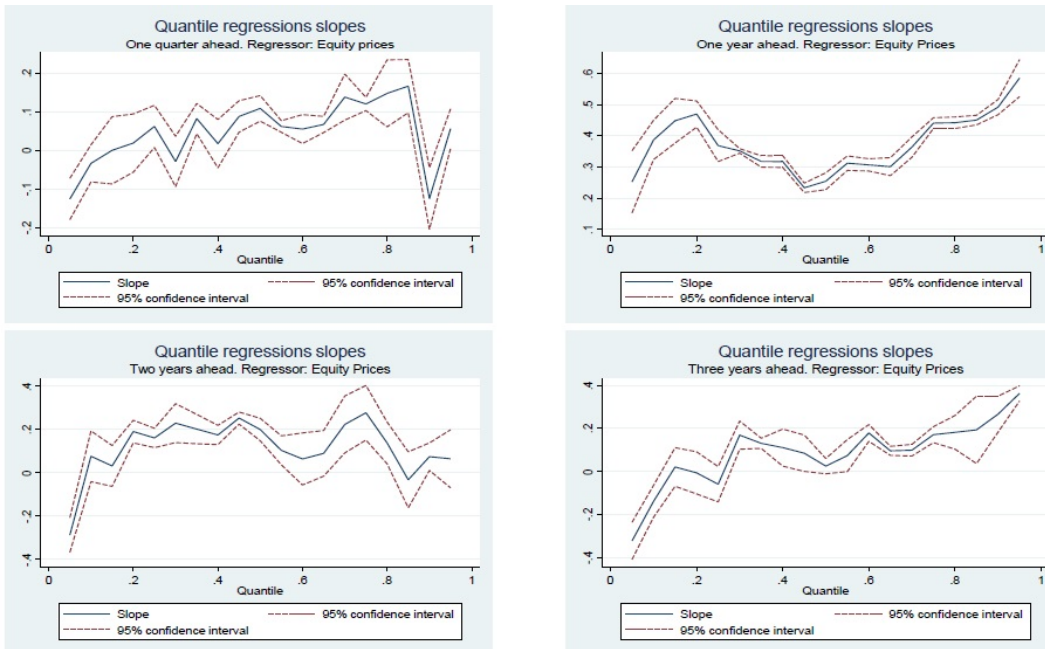 Quantile regressions slopes
One quarter ahead. Regressor: Equity prices
.2
.1
0
-.1
-.2
0
.2
.4
.6
.8
1
Quantile
Slope
95% confidence interval
95% confidence interval
Quantile regressions slopes
One year ahead. Regressor: Equity Prices
.6
.5
.4
.3
.2
.1
0
.2
.4
.6
.8
1
Quantile
Slope
95% confidence interval
95% confidence interval
Quantile regressions slopes
Two years ahead. Regressor: Equity Prices
.4
.2
0
-.2
-.4
0
.2
.4
.6
.8
1
Quantile
Slope
95% confidence interval
95% confidence interval
Quantile regressions slopes
Three years ahead. Regressor: Equity Prices
.4
.2
0
-.2
-.4
0
.2
.4
.6
.8
1
Quantile
Slope
95% confidence interval
95% confidence interval